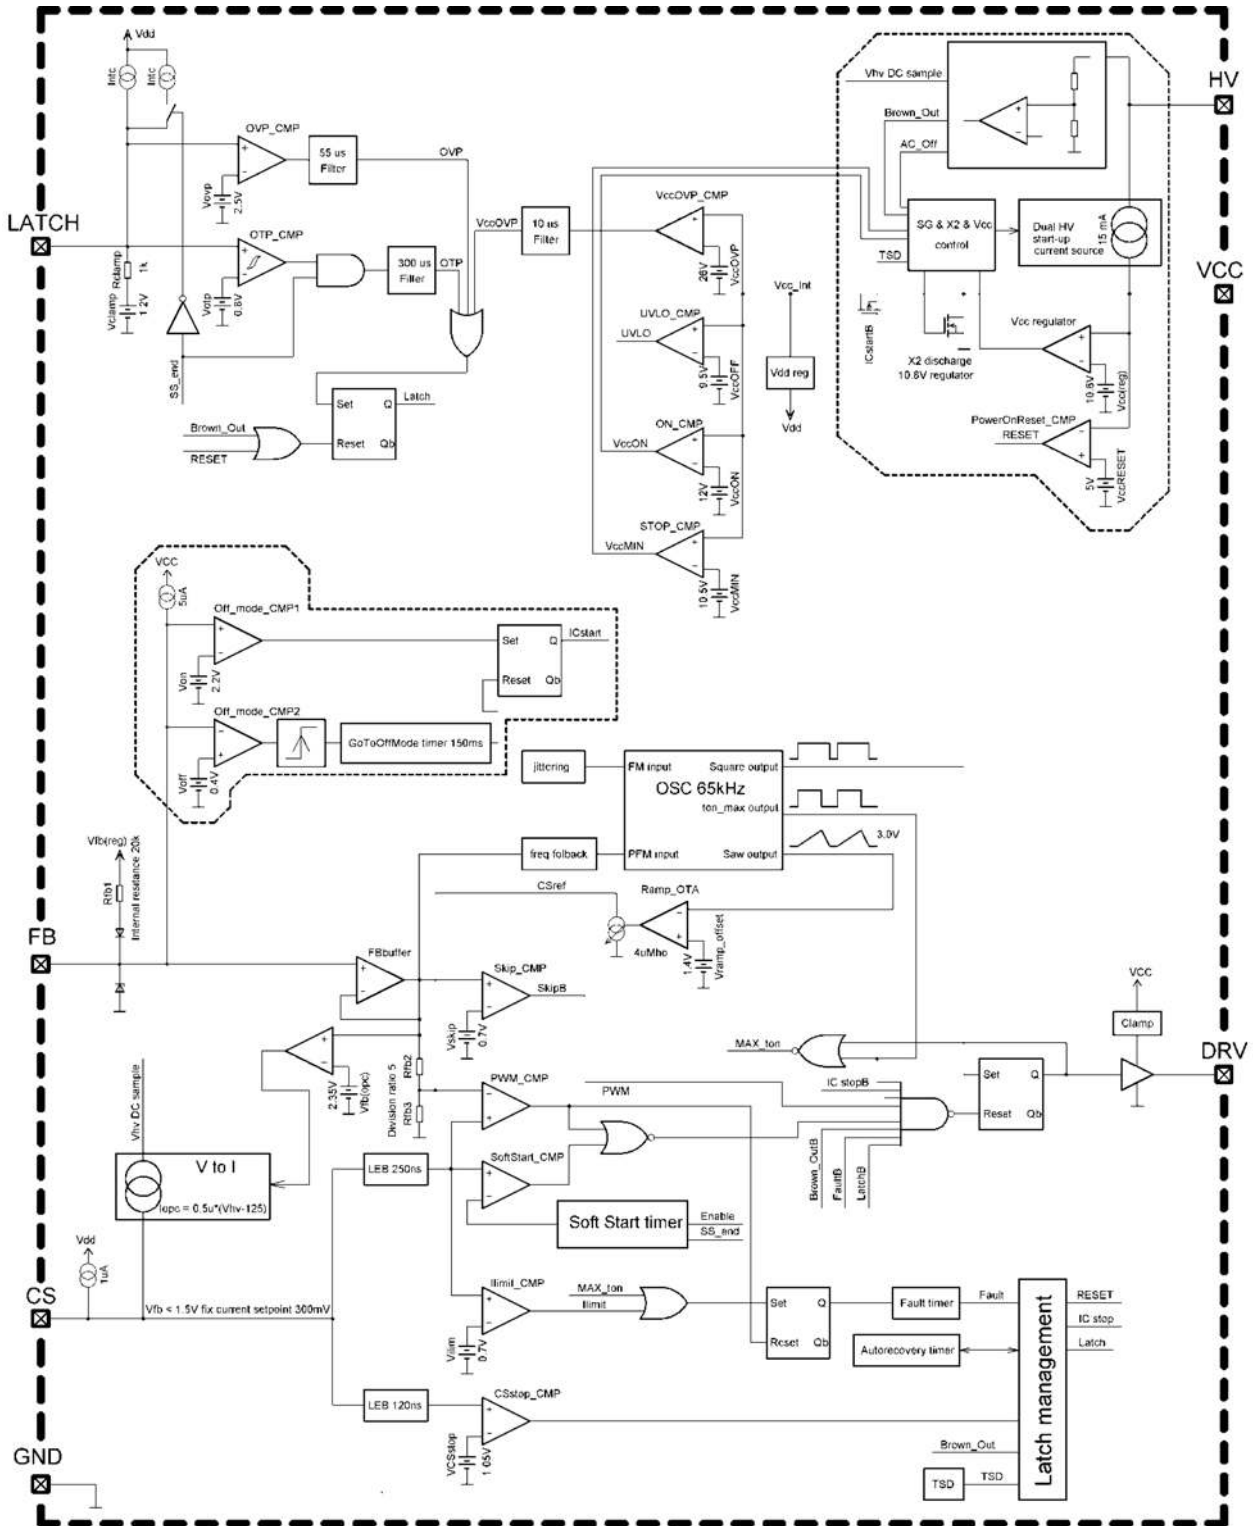 Vdd
Intc
Intc
OVP_CMP
55 us
Filter
OVP
Vovp
2.5V
LATCH
OTP_CMP
300 us
Filter
OTP
Rclamp
1k
Vclamp
12V
Votp
0.8V
SS_end
Brown_Out
RESET
Set
Q
Latch
Reset
Qb
VccOVP
10 us
Filter
VccOVP_CMP
26V
VccOVP
UVLO_CMP
UVLO
9.5V
VccOFF
ON_CMP
VccON
12V
VccON
STOP_CMP
VccMIN
10.5V
VccMIN
Vcc_Int
Vdd reg
Vdd
Vhv DC sample
Brown_Out
AC_Off
SG & X2 & Vcc
control
TSD
Dual HV
start-up
current source
15 mA
HV
VCC
ICstartB
X2 discharge
10.6V regulator
Vcc regulator
10.6V
Vcc(reg)
PowerOnReset_CMP
RESET
5V
VccRESET
VCC
5uA
Off_mode_CMP1
Von
2.2V
Set
Q
ICstart
Reset
Qb
Off_mode_CMP2
GoToOffMode timer 150ms
Voff
0.4V
jittering
FM input
Square output
OSC 65kHz
ton_max output
freq folback
PFM input
Saw output
3.0V
Vfb(reg)
Rfb1
Internal resitance 20k
FB
CSref
Ramp_OTA
4uMho
1.4V
Vramp_offset
FBbuffer
Skip_CMP
SkipB
Vskip
0.7V
2.35V
Vfb(opc)
Rfb2
Division ratio 5
Rfb3
PWM_CMP
PWM
MAX_ton
IC stopB
Set
Q
Reset
Qb
VCC
Clamp
DRV
Brown_OutB
FaultB
LatchB
Vhv DC sample
V to I
Iopc = 0.5u*(Vhv-125)
LEB 250ns
SoftStart_CMP
Soft Start timer
Enable
SS_end
Vdd
1uA
CS
Vfb < 1.5V fix current setpoint 300mV
Ilimit_CMP
Vilim
0.7V
MAX_ton
Ilimit
Set
Q
Reset
Qb
Fault timer
Fault
Autorecovery timer
Latch management
RESET
IC stop
Latch
LEB 120ns
CSstop_CMP
VCSstop
1.05V
Brown_Out
TSD
TSD
GND